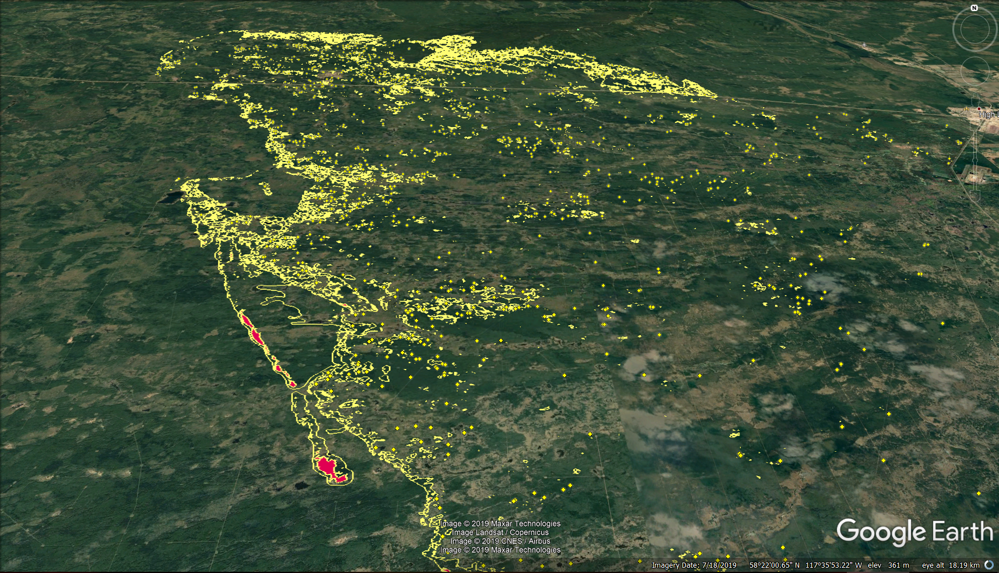 N
High L
Image © 2019 Maxar Technologies
Image Landsat / Copernicus
Image © 2019 CNES / Airbus
Image © 2019 Maxar Technologies
Google Earth
Imagery Date: 7/18/2019 58°22'00.65" N 117°35'53.22" W elev 361 m eye alt 18.19 km